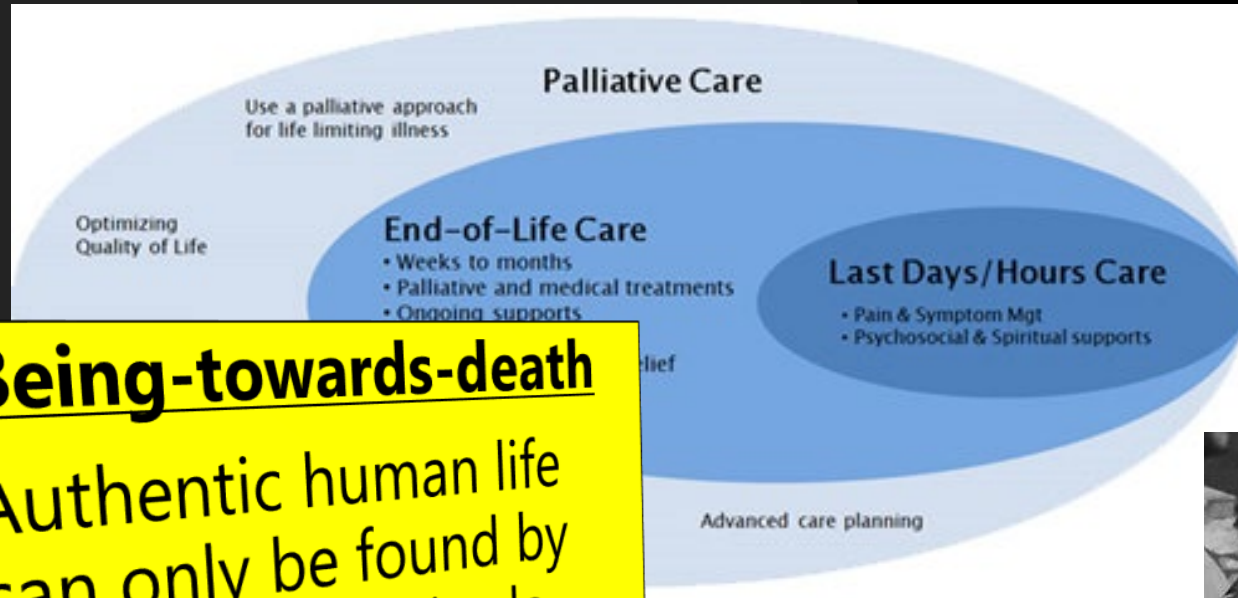 Palliative Care
Use a palliative approach
for life limiting illness
Optimizing
Quality of Life
End-of-Life Care
• Weeks to months
• Palliative and medical treatments
• Ongoing supports
Last Days/Hours Care
• Pain & Symptom Mgt
• Psychosocial & Spiritual supports
Being-towards-death
Authentic human life
can only be found by
Advanced care planning